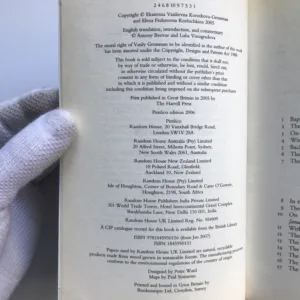 2 4 6 8 10 9 7 5 3 1
Copyright © Ekaterina Vasilevna Korotkova-Grossman
and Elena Fedorovna Kozhichkina 2005
English translation, introduction, and commentary
© Antony Beevor and Luba Vinogradova
The moral right of Vasily Grossman to be identified as the author of this work
has been asserted under the Copyright, Designs and Patents Act 1988
This book is sold subject to the condition that it shall not,
by way of trade or otherwise, be lent, resold, hired out,
or otherwise circulated without the publisher's prior
consent in any form of binding or cover other than that
in which it is published and without a similar condition
including this condition being imposed on the subsequent purchaser
First published in Great Britain in 2005 by
The Harvill Press
Pimlico edition 2006
Pimlico
Random House, 20 Vauxhall Bridge Road,
London SW1V 2SA
Random House Australia (Pty) Limited
20 Alfred Street, Milsons Point, Sydney,
New South Wales 2061, Australia
Random House New Zealand Limited
18 Poland Road, Glenfield,
Auckland 10, New Zealand
Random House (Pty) Limited
Isle of Houghton, Corner of Boundary Road & Carse O'Gowrie,
Houghton, 2198, South Africa
Random House Publishers India Private Limited
301 World Trade Tower, Hotel Intercontinental Grand Complex
Barakhamba Lane, New Delhi 110 001, India
Random House UK Limited Reg. No. 954009
A CIP catalogue record for this book is available from the British Library
Papers used by Random House UK Limited are natural, recyclable
products made from wood grown in sustainable forests. The manufacturing processes
conform to the environmental regulations of the country of origin
Designed by Peter Ward
Maps by
Printed and bound in Great Britain by
Bookmarque Ltd, Croydon, Surrey